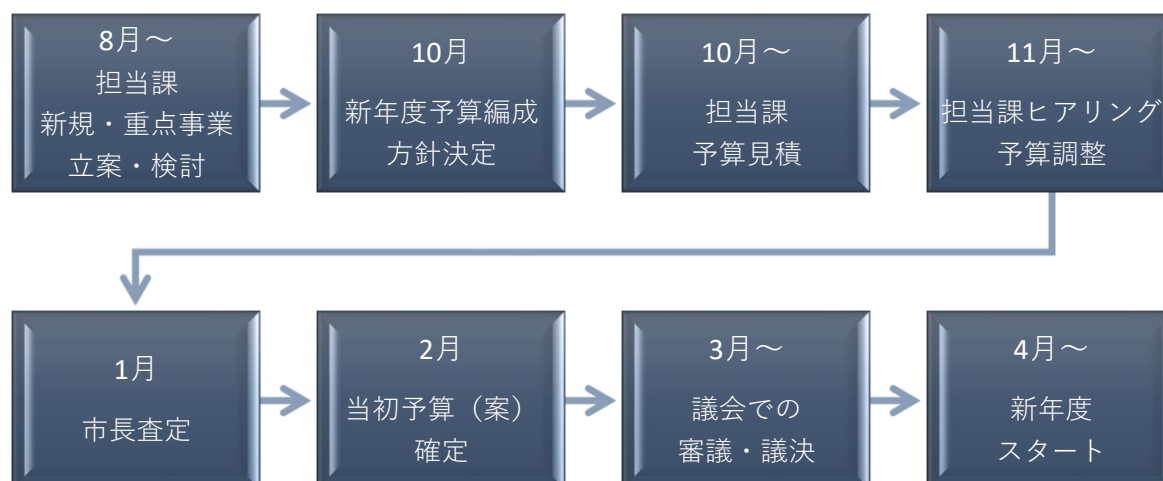 8月～
担当課
新規・重点事業
立案・検討
10月
新年度予算編成
方針決定
10月～
担当課
予算見積
11月～
担当課ヒアリング
予算調整
1月
市長査定
2月
当初予算（案）
確定
3月～
議会での
審議・議決
4月～
新年度
スタート